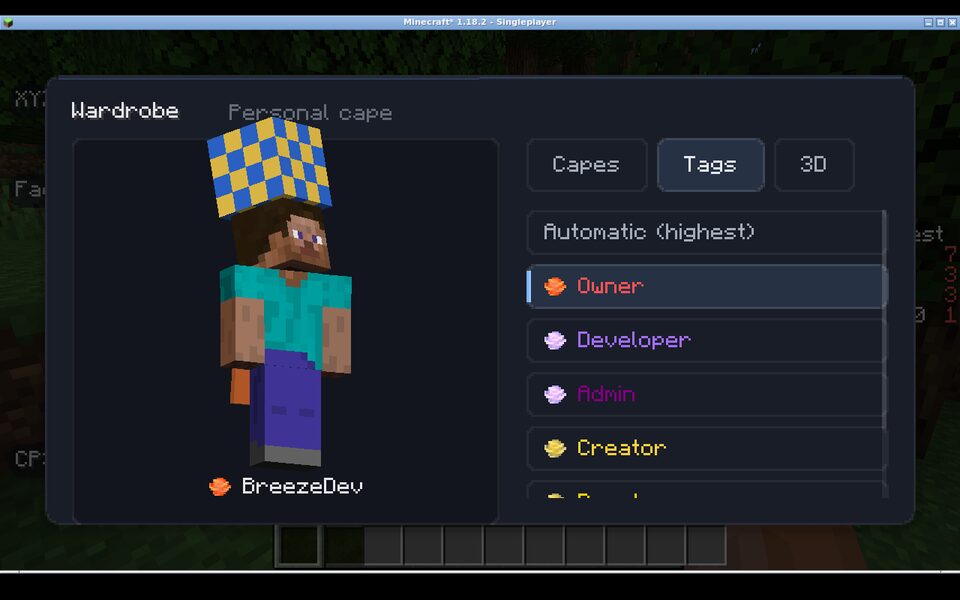 Minecraft* 1.18.2 - Singleplayer
Wardrobe
Personal cape
Capes
Tags
3D
Automatic (highest)
Owner
Developer
Admin
Creator
BreezeDev